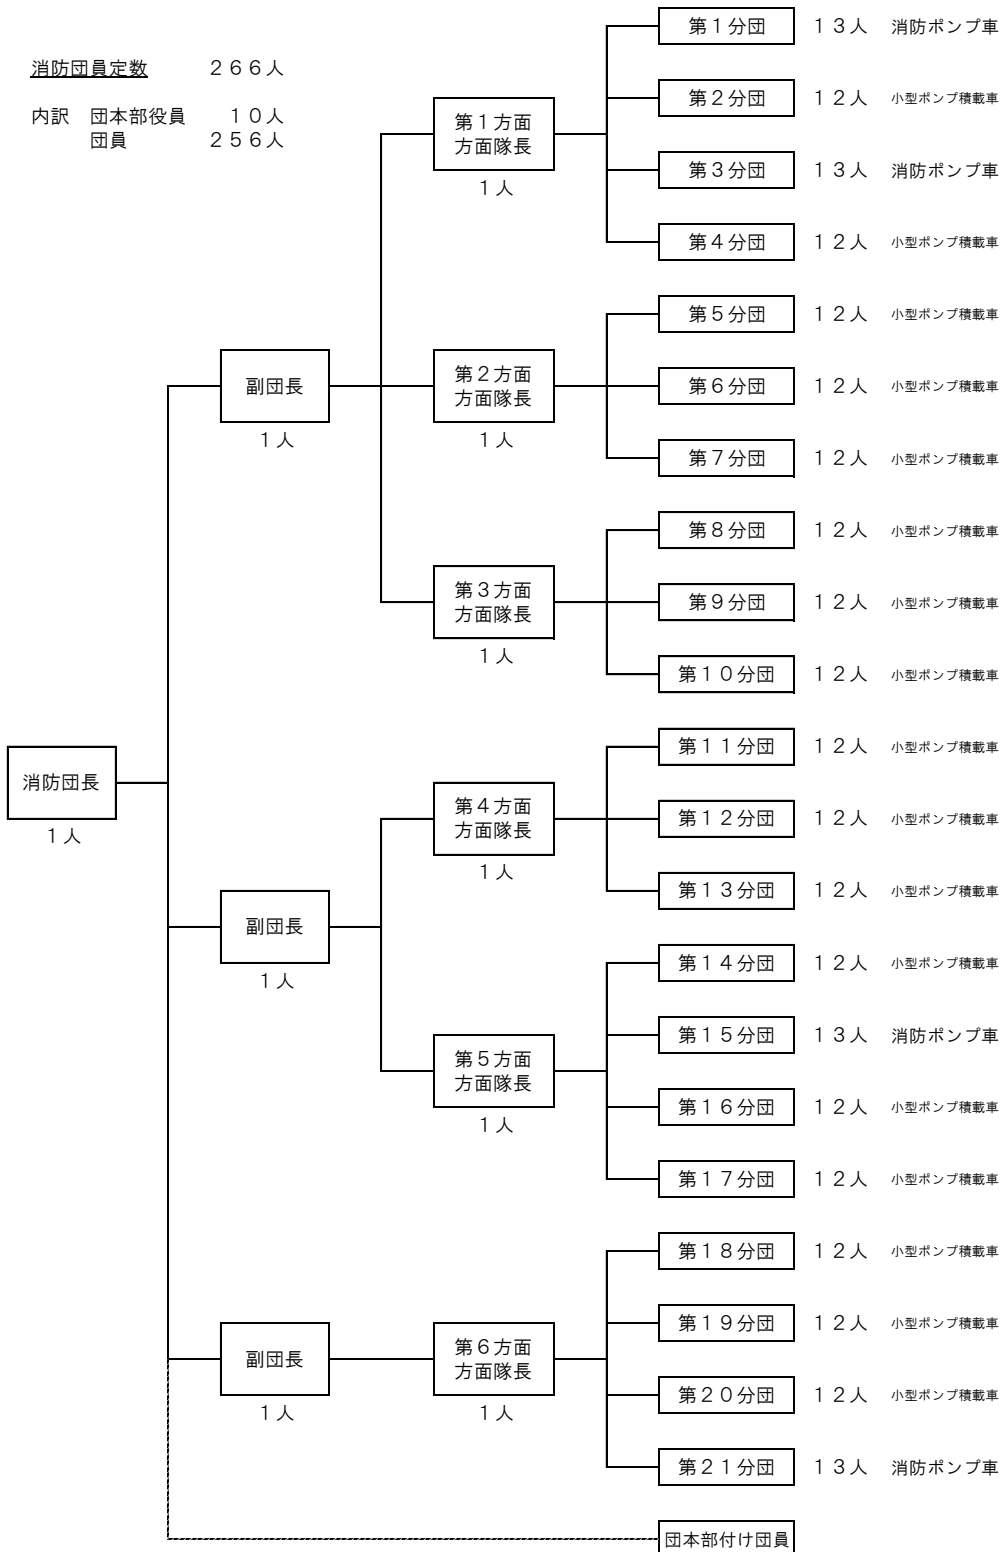 消防団員定数　２６６人
内訳　団本部役員　１０人
団員　２５６人
第１分団　１３人　消防ポンプ車
第２分団　１２人　小型ポンプ積載車
第１方面
方面隊長
１人
第３分団　１３人　消防ポンプ車
第４分団　１２人　小型ポンプ積載車
第５分団　１２人　小型ポンプ積載車
副団長
１人
第２方面
方面隊長
１人
第６分団　１２人　小型ポンプ積載車
第７分団　１２人　小型ポンプ積載車
第８分団　１２人　小型ポンプ積載車
第３方面
方面隊長
１人
第９分団　１２人　小型ポンプ積載車
第１０分団　１２人　小型ポンプ積載車
消防団長
１人
第１１分団　１２人　小型ポンプ積載車
第４方面
方面隊長
１人
第１２分団　１２人　小型ポンプ積載車
第１３分団　１２人　小型ポンプ積載車
副団長
１人
第１４分団　１２人　小型ポンプ積載車
第１５分団　１３人　消防ポンプ車
第５方面
方面隊長
１人
第１６分団　１２人　小型ポンプ積載車
第１７分団　１２人　小型ポンプ積載車
第１８分団　１２人　小型ポンプ積載車
第１９分団　１２人　小型ポンプ積載車
副団長
１人
第６方面
方面隊長
１人
第２０分団　１２人　小型ポンプ積載車
第２１分団　１３人　消防ポンプ車
団本部付け団員